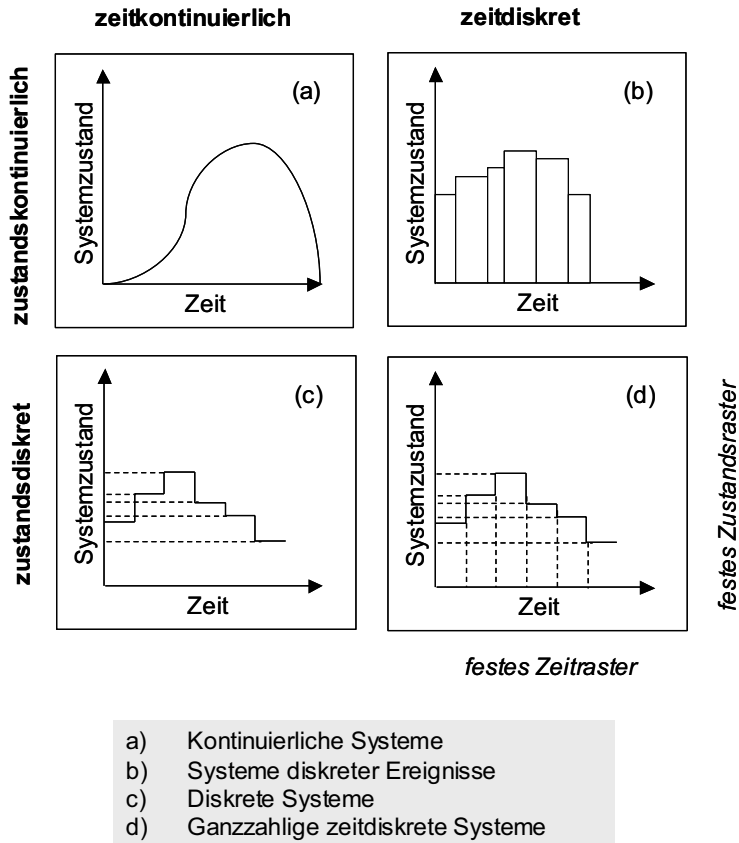 zeitkontinuierlich
zeitdiskret
zustandskontinuierlich
(a)
Systemzustand
Zeit
(b)
Systemzustand
Zeit
zustandsdiskret
(c)
Systemzustand
Zeit
(d)
Systemzustand
Zeit
festes Zustandsraster
festes Zeitraster
a) Kontinuierliche Systeme
b) Systeme diskreter Ereignisse
c) Diskrete Systeme
d) Ganzzahlige zeitdiskrete Systeme